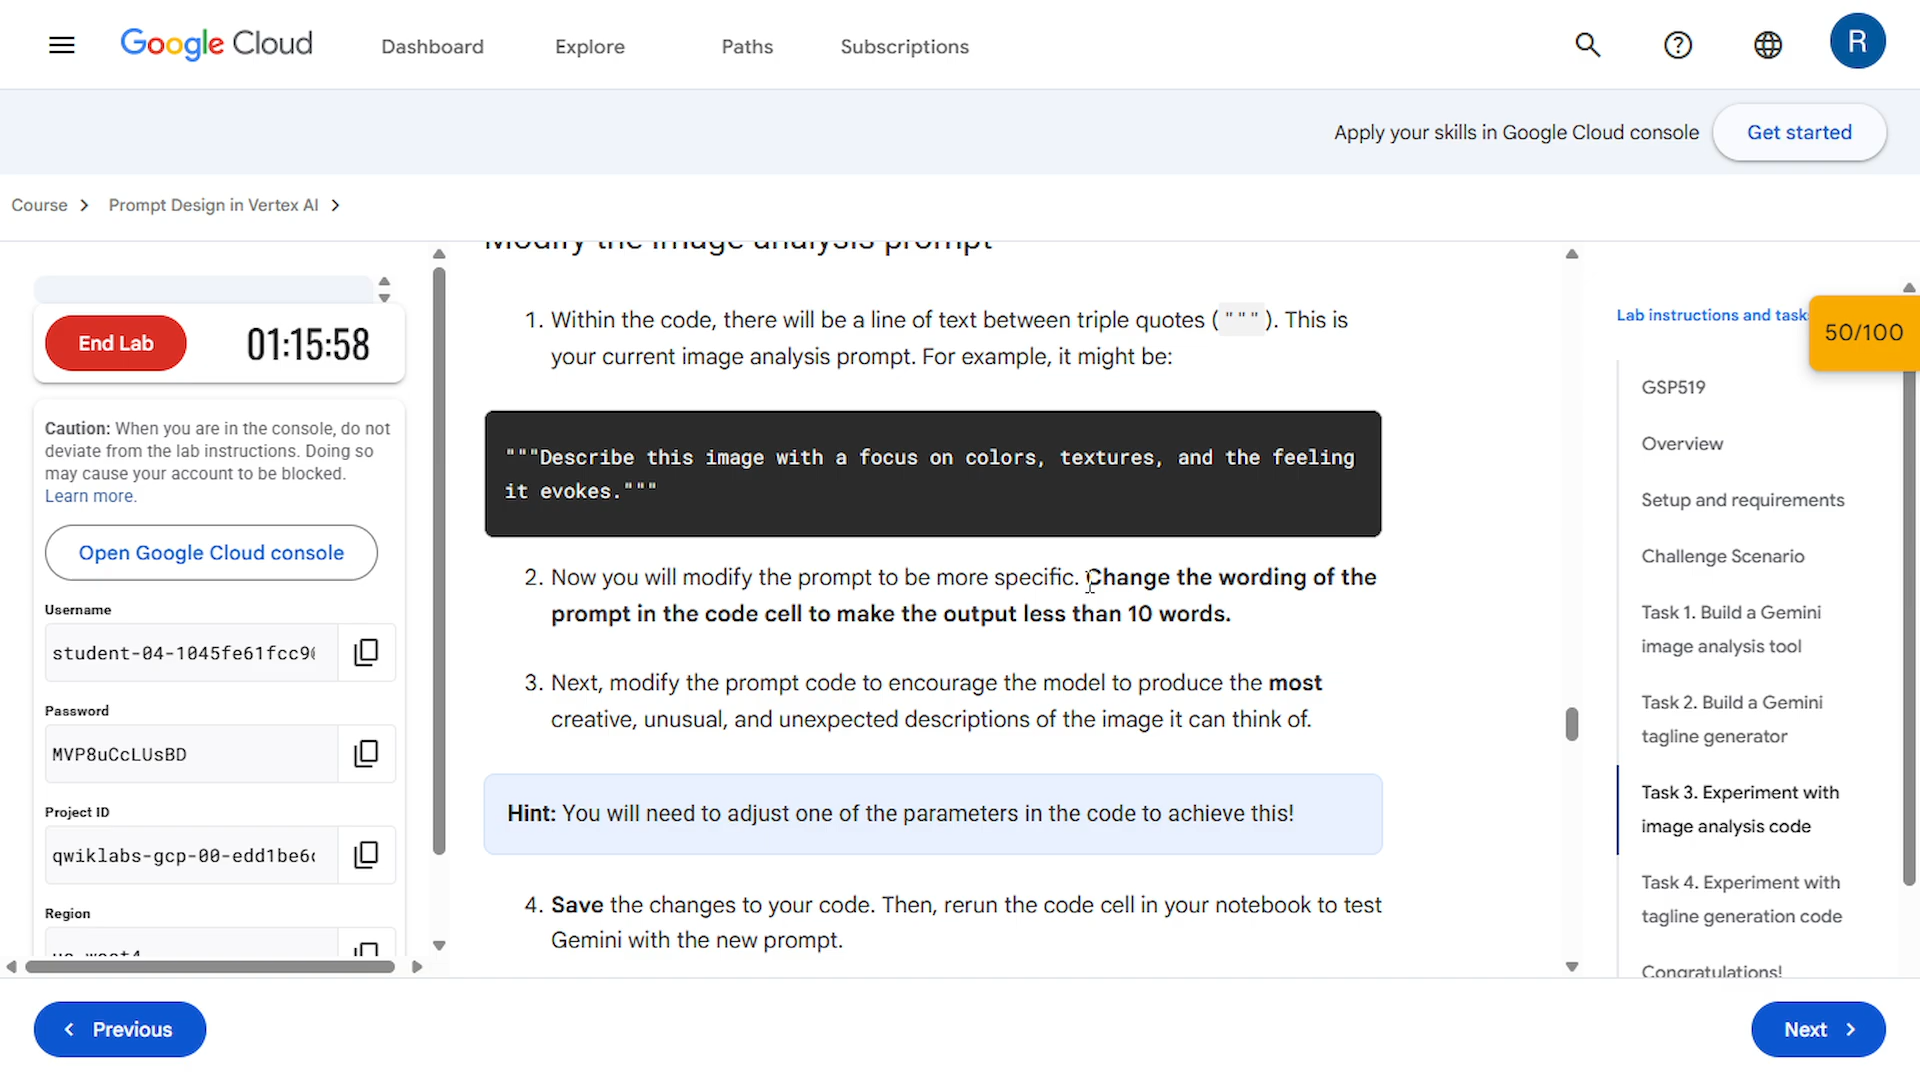 Google Cloud
Dashboard
Explore
Paths
Subscriptions
R
Apply your skills in Google Cloud console
Get started
Course
Prompt Design in Vertex AI
End Lab
01:15:58
Caution: When you are in the console, do not
deviate from the lab instructions. Doing so
may cause your account to be blocked.
Learn more.
Open Google Cloud console
Username
student-04-1045fe61fcc90
Password
MVP8uCcLUsBD
Project ID
qwiklabs-gcp-00-edd1be6c
Region
us-west4
Modify the image analysis prompt
1. Within the code, there will be a line of text between triple quotes ( """ ). This is
your current image analysis prompt. For example, it might be:
"""Describe this image with a focus on colors, textures, and the feeling
it evokes."""
2. Now you will modify the prompt to be more specific. Change the wording of the
prompt in the code cell to make the output less than 10 words.
3. Next, modify the prompt code to encourage the model to produce the most
creative, unusual, and unexpected descriptions of the image it can think of.
Hint: You will need to adjust one of the parameters in the code to achieve this!
4. Save the changes to your code. Then, rerun the code cell in your notebook to test
Gemini with the new prompt.
Lab instructions and tasks
50/100
GSP519
Overview
Setup and requirements
Challenge Scenario
Task 1. Build a Gemini
image analysis tool
Task 2. Build a Gemini
tagline generator
Task 3. Experiment with
image analysis code
Task 4. Experiment with
tagline generation code
Congratulations!
Previous
Next